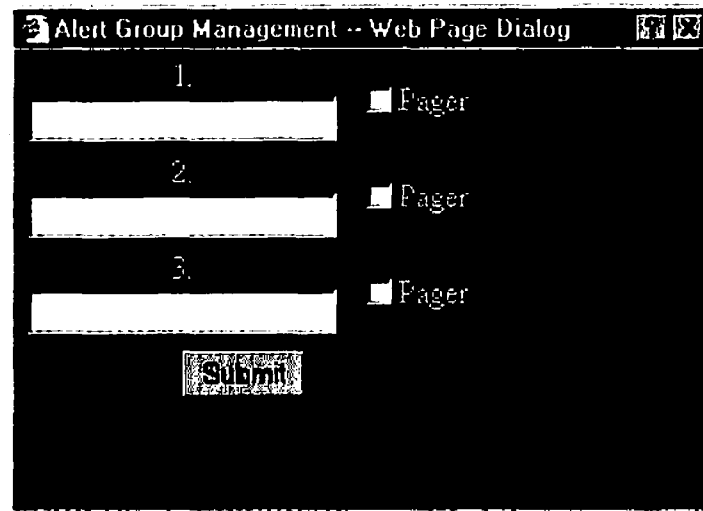 Alert Group Management -- Web Page Dialog
1.
Pager
2.
Pager
3.
Pager
Submit